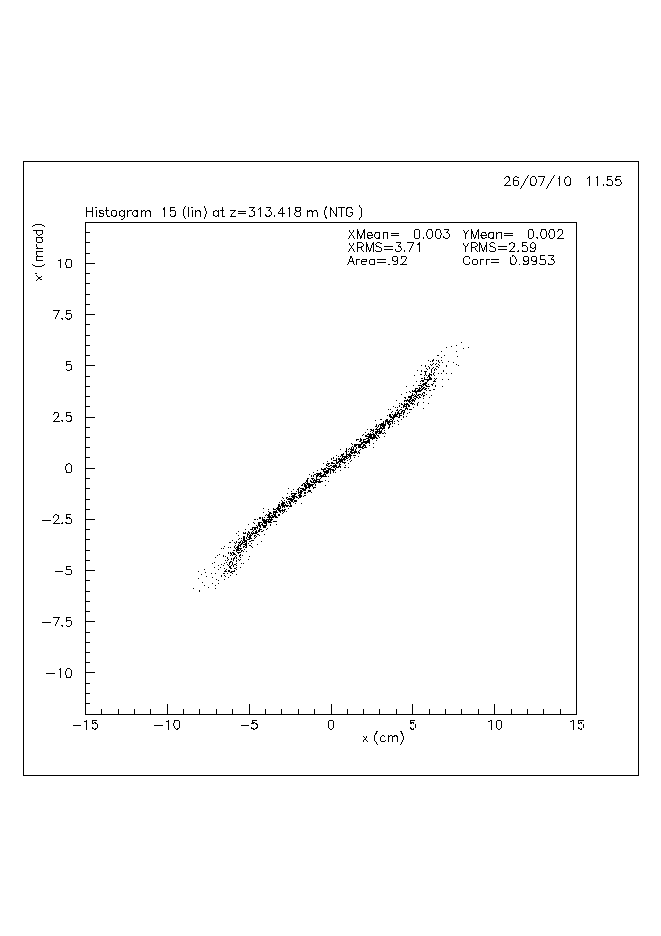 26/07/10 11.55
Histogram 15 (lin) at z=313.418 m (NTG )
XMean= 0.003 YMean= 0.002
XRMS=3.71 YRMS=2.59
Area=.92 Corr= 0.9953
x' (mrad)
10
7.5
5
2.5
0
−2.5
−5
−7.5
−10
−15 −10 −5 0 5 10 15
x (cm)